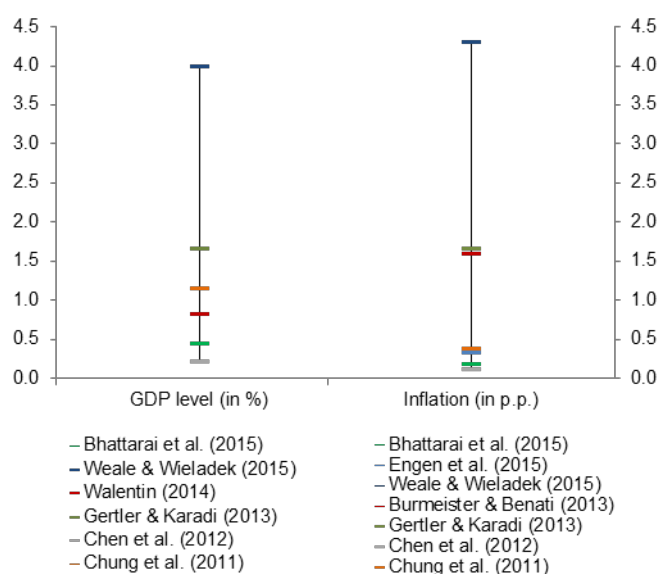 4.5
4.0
3.5
3.0
2.5
2.0
1.5
1.0
0.5
0.0
4.5
4.0
3.5
3.0
2.5
2.0
1.5
1.0
0.5
0.0
GDP level (in %)
Inflation (in p.p.)
Bhattarai et al. (2015)
Weale & Wieladek (2015)
Walentin (2014)
Gertler & Karadi (2013)
Chen et al. (2012)
Chung et al. (2011)
Bhattarai et al. (2015)
Engen et al. (2015)
Weale & Wieladek (2015)
Burmeister & Benati (2013)
Gertler & Karadi (2013)
Chen et al. (2012)
Chung et al. (2011)